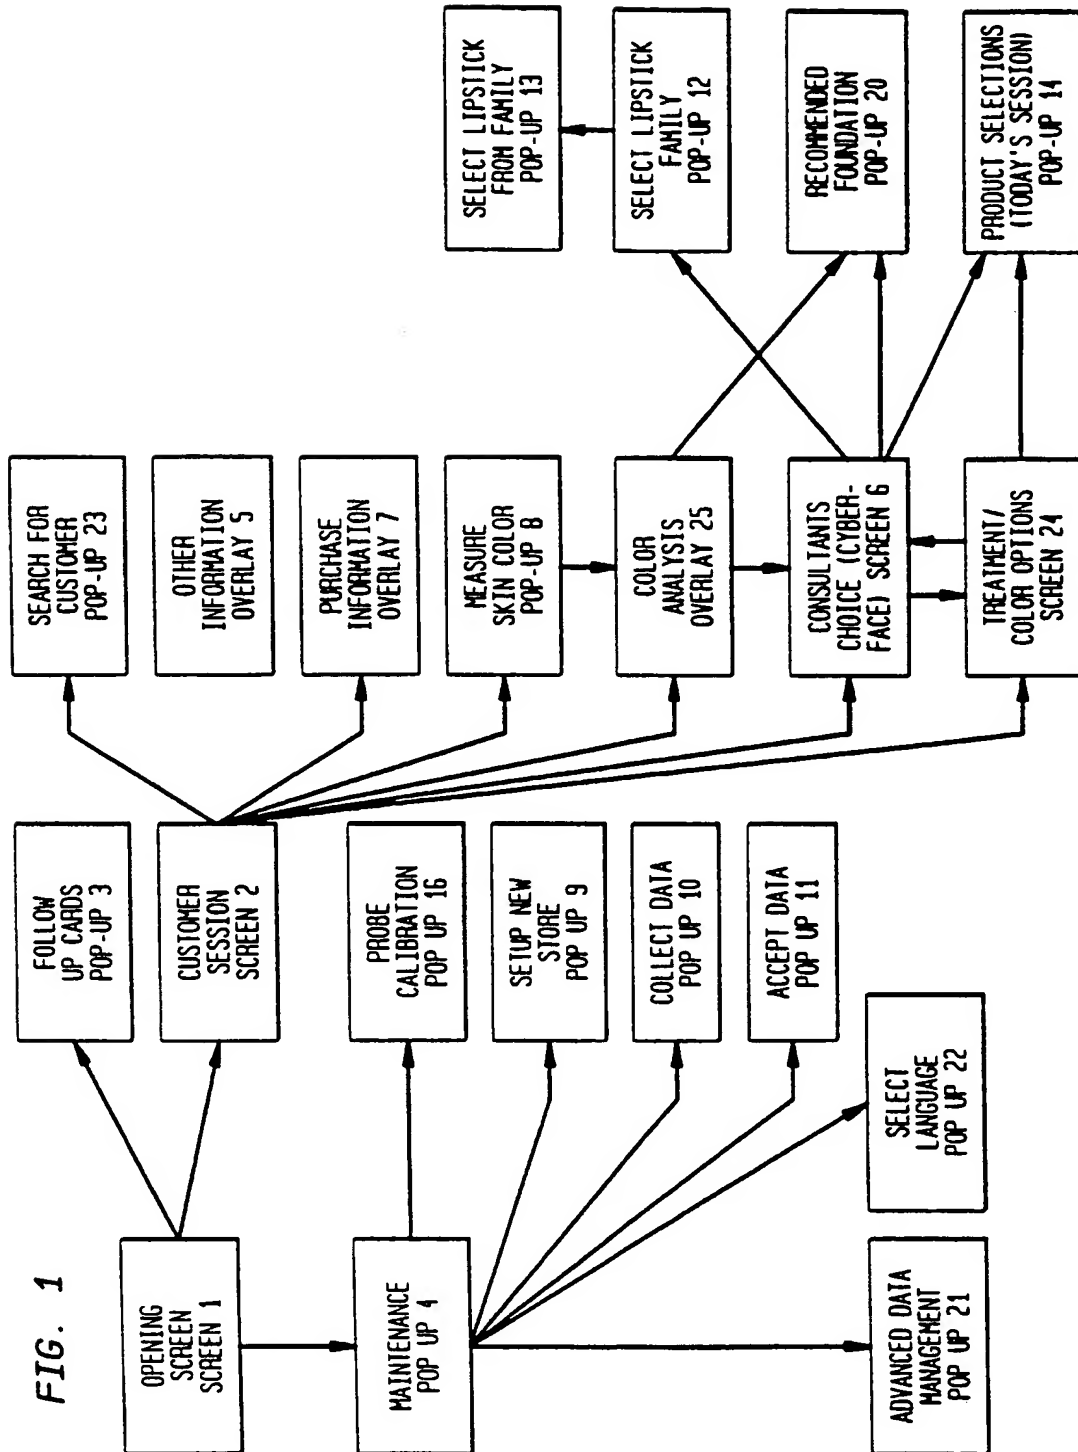 FIG. 1
OPENING
SCREEN
SCREEN 1
MAINTENANCE
POP UP 4
ADVANCED DATA
MANAGEMENT
POP UP 21
SELECT
LANGUAGE
POP UP 22
FOLLOW
UP CARDS
POP-UP 3
CUSTOMER
SESSION
SCREEN 2
PROBE
CALIBRATION
POP UP 16
SETUP NEW
STORE
POP UP 9
COLLECT DATA
POP UP 10
ACCEPT DATA
POP UP 11
SEARCH FOR
CUSTOMER
POP-UP 23
OTHER
INFORMATION
OVERLAY 5
PURCHASE
INFORMATION
OVERLAY 7
MEASURE
SKIN COLOR
POP-UP 8
COLOR
ANALYSIS
OVERLAY 25
CONSULTANTS
CHOICE (CYBER-
FACE) SCREEN 6
TREATMENT/
COLOR OPTIONS
SCREEN 24
SELECT LIPSTICK
FROM FAMILY
POP-UP 13
SELECT LIPSTICK
FAMILY
POP-UP 12
RECOMMENDED
FOUNDATION
POP-UP 20
PRODUCT SELECTIONS
(TODAY'S SESSION)
POP-UP 14